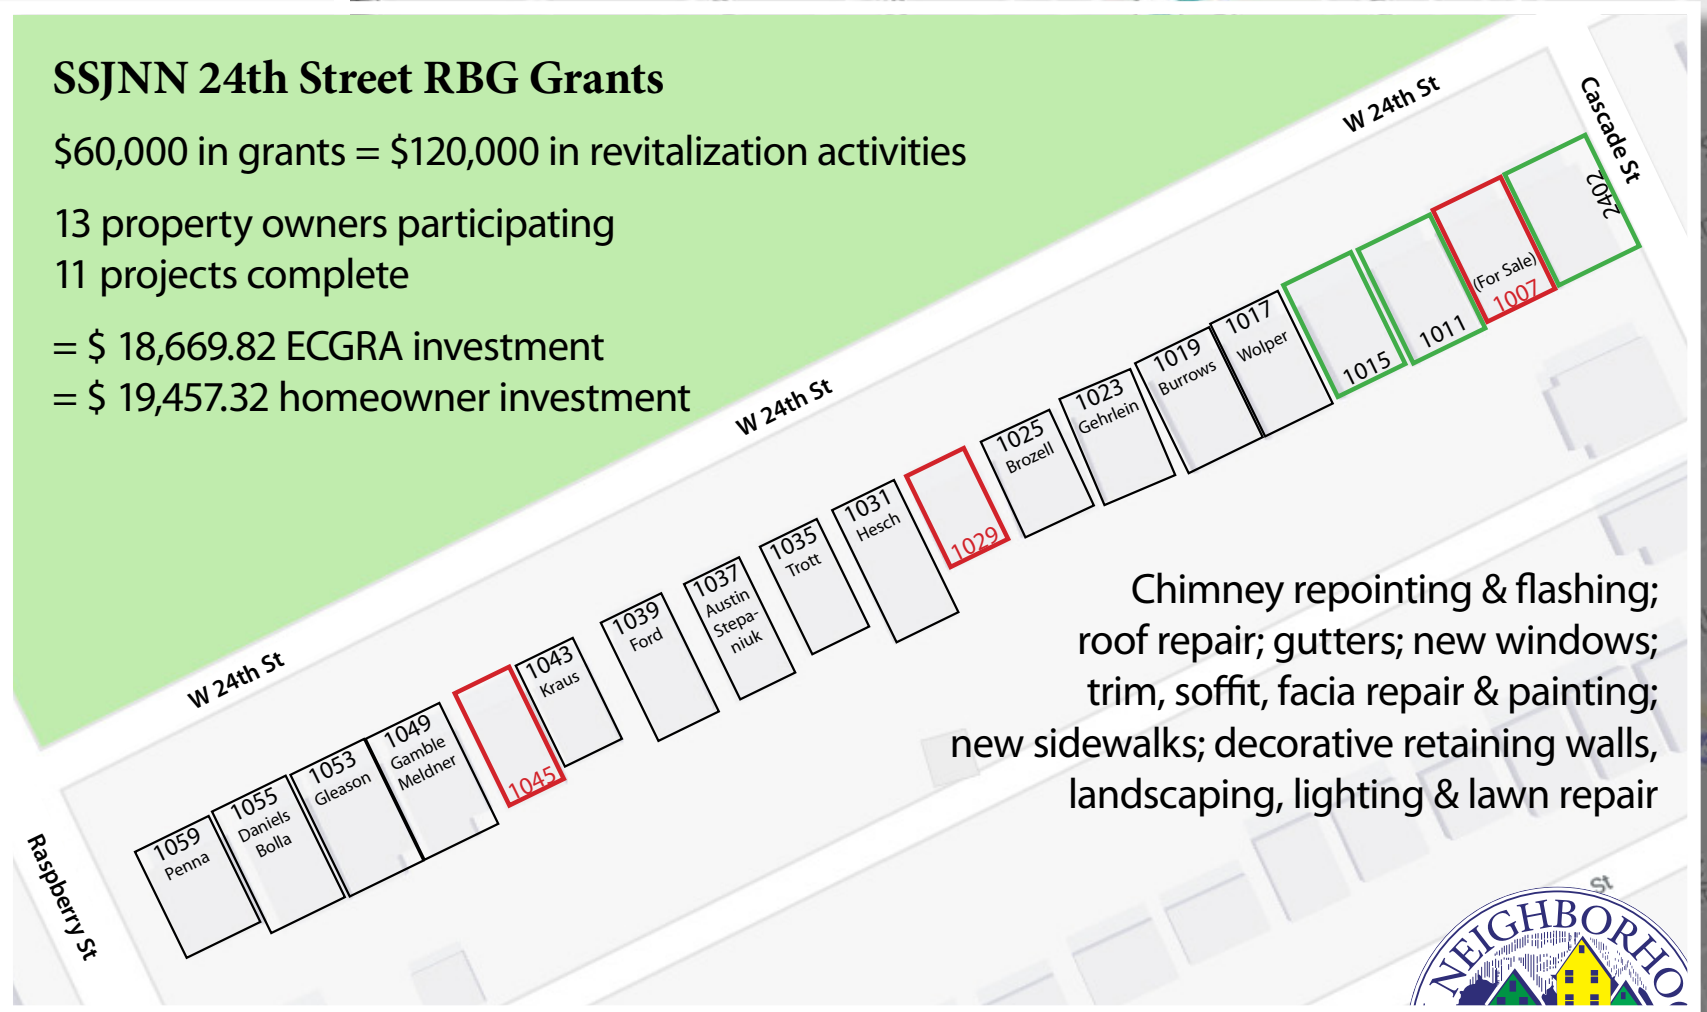 SSJNN 24th Street RBG Grants
$60,000 in grants = $120,000 in revitalization activities
13 property owners participating
11 projects complete
= $ 18,669.82 ECGRA investment
= $ 19,457.32 homeowner investment
W 24th St
W 24th St
W 24th St
Cascade St
Raspberry St
1059
Penna
1055
Daniels
Bolla
1053
Gleason
1049
Gamble
Meldner
1045
1043
Kraus
1039
Ford
1037
Austin
Stepa-
niuk
1035
Trott
1031
Hesch
1029
1025
Brozell
1023
Gehrlein
1019
Burrows
1017
Wolper
1015
1011
(For Sale)
1007
2402
Chimney repointing & flashing;
roof repair; gutters; new windows;
trim, soffit, facia repair & painting;
new sidewalks; decorative retaining walls,
landscaping, lighting & lawn repair
St
NEIGHBORHO